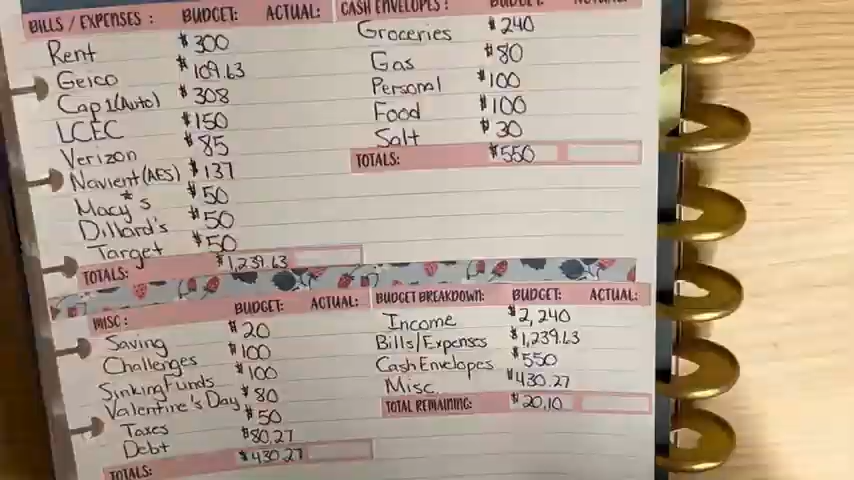 BILLS / EXPENSES : BUDGET: ACTUAL:
Rent $300
Geico $109.63
Cap 1(Auto) $308
LCEC $150
Verizon $85
Navient (AES) $137
Macy*s $50
Dillard's $50
Target $50
TOTALS: $1,239.63
CASH ENVELOPES : BUDGET: ACTUAL:
Groceries $240
Gas $80
Personal $100
Food $100
Salt $30
TOTALS: $550
MISC: BUDGET: ACTUAL:
Saving $20
Challenges $100
Sinking Funds $100
Valentine's Day $80
Taxes $50
Debt $80.27
TOTALS: $430.27
BUDGET BREAKDOWN: BUDGET: ACTUAL:
Income $2,240
Bills/Expenses $1,239.63
Cash Envelopes $550
Misc. $430.27
TOTAL REMAINING: $20.10